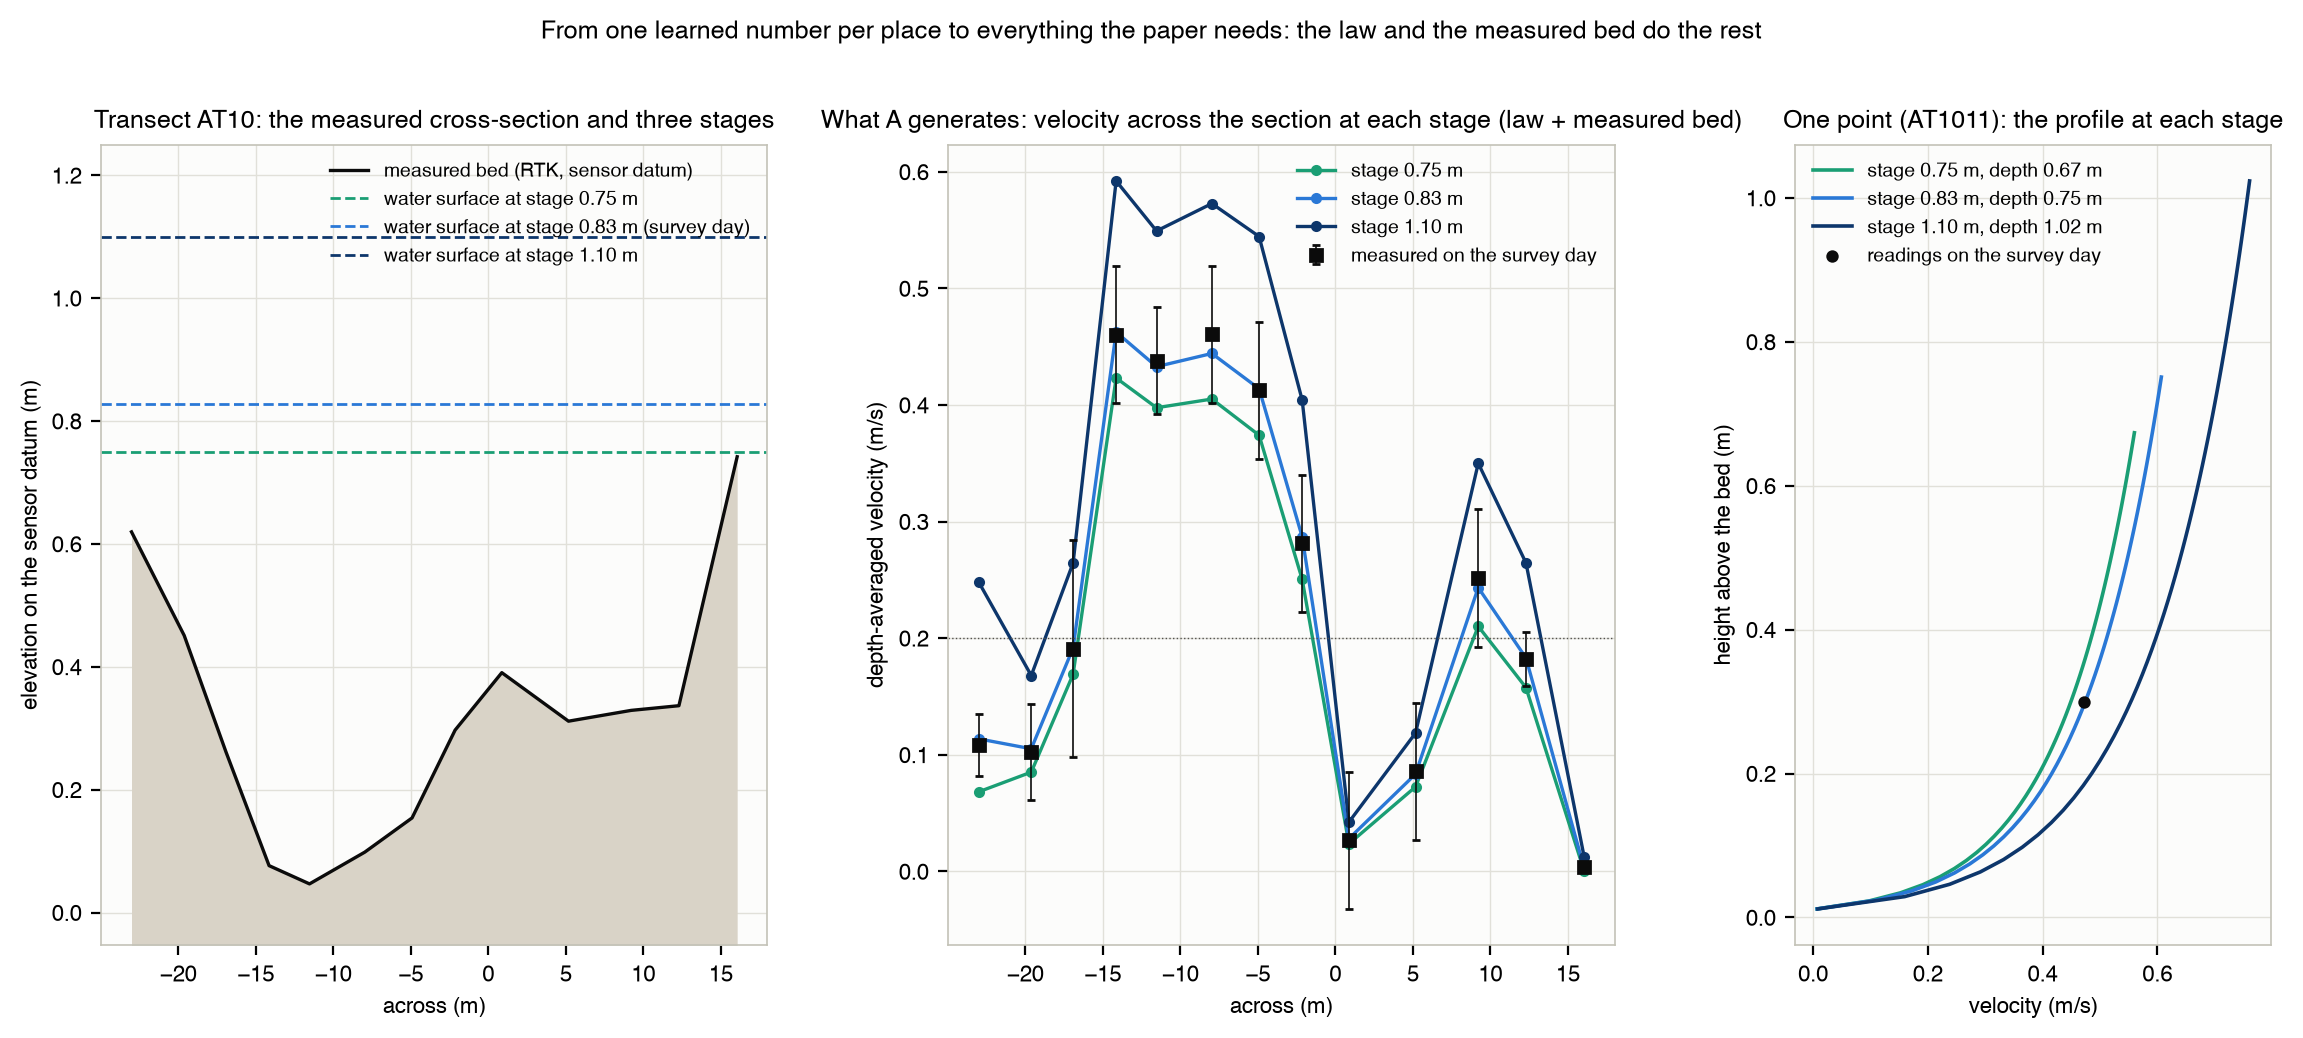 From one learned number per place to everything the paper needs: the law and the measured bed do the rest
Transect AT10: the measured cross-section and three stages
measured bed (RTK, sensor datum)
water surface at stage 0.75 m
water surface at stage 0.83 m (survey day)
water surface at stage 1.10 m
elevation on the sensor datum (m)
1.2
1.0
0.8
0.6
0.4
0.2
0.0
−20 −15 −10 −5 0 5 10 15
across (m)
What A generates: velocity across the section at each stage (law + measured bed)
stage 0.75 m
stage 0.83 m
stage 1.10 m
measured on the survey day
depth-averaged velocity (m/s)
0.6
0.5
0.4
0.3
0.2
0.1
0.0
−20 −15 −10 −5 0 5 10 15
across (m)
One point (AT1011): the profile at each stage
stage 0.75 m, depth 0.67 m
stage 0.83 m, depth 0.75 m
stage 1.10 m, depth 1.02 m
readings on the survey day
height above the bed (m)
1.0
0.8
0.6
0.4
0.2
0.0
0.0 0.2 0.4 0.6
velocity (m/s)